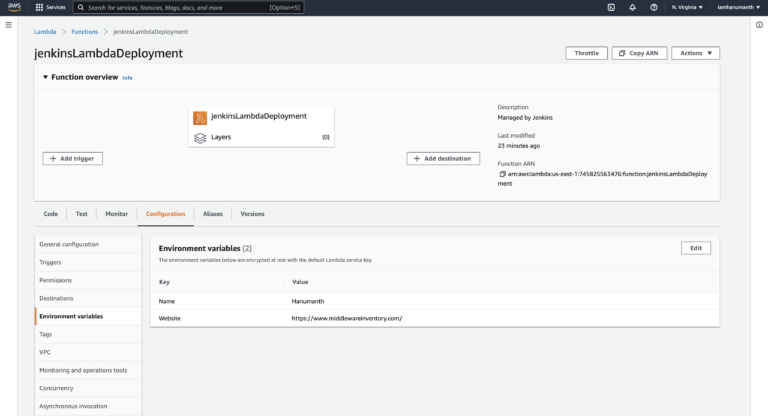 aws Services Search for services, features, blogs, docs, and more [Option+S] N. Virginia ▼ iamhanumanth ▼
Lambda > Functions > jenkinsLambdaDeployment
jenkinsLambdaDeployment
Throttle Copy ARN Actions ▼
▼ Function overview Info
jenkinsLambdaDeployment
Layers (0)
+ Add trigger
+ Add destination
Description
Managed by Jenkins
Last modified
23 minutes ago
Function ARN
arn:aws:lambda:us-east-1:745825563476:function:jenkinsLambdaDeploy
ment
Code Test Monitor Configuration Aliases Versions
General configuration
Triggers
Permissions
Destinations
Environment variables
Tags
VPC
Monitoring and operations tools
Concurrency
Asynchronous invocation
Environment variables (2)
Edit
The environment variables below are encrypted at rest with the default Lambda service key.
Key Value
Name Hanumanth
Website https://www.middlewareinventory.com/